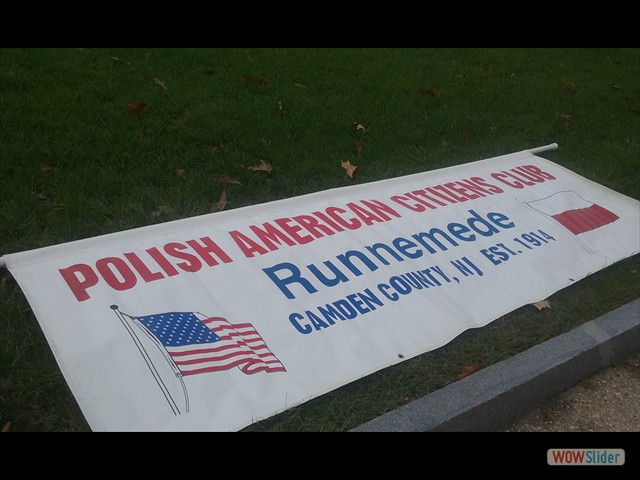 POLISH AMERICAN CITIZENS CLUB
Runnemede
CAMDEN COUNTY, NJ EST. 1914
WOWSlider